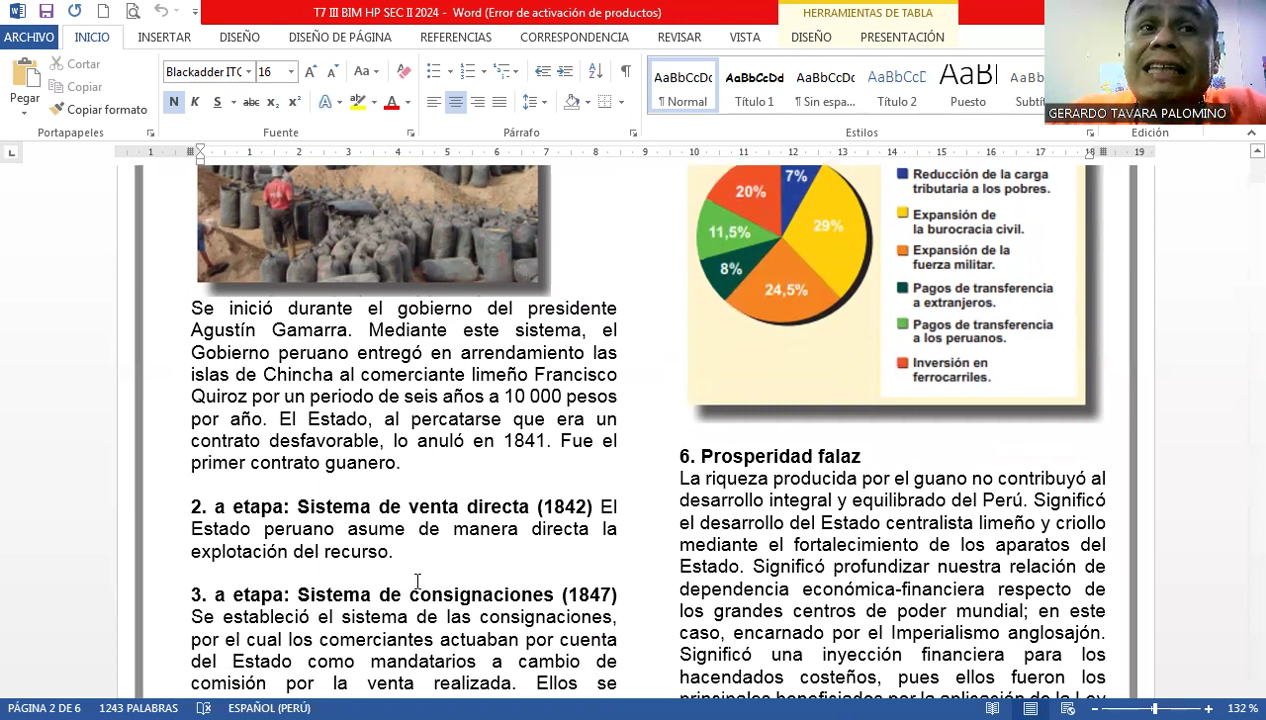 T7 III BIM HP SEC II 2024 - Word (Error de activación de productos)
HERRAMIENTAS DE TABLA
ARCHIVO INICIO INSERTAR DISEÑO DISEÑO DE PÁGINA REFERENCIAS CORRESPONDENCIA REVISAR VISTA DISEÑO PRESENTACIÓN
Pegar
Cortar
Copiar
Copiar formato
Portapapeles
Blackadder ITC 16
N K S abc x₂ x²
Fuente
Párrafo
AaBbCcDc AaBbCcDd AaBbCcDc AaBbCcD AaBbC AaBbCcD
¶ Normal Título 1 ¶ Sin espa... Título 2 Puesto Subtít
Estilos
GERARDO TAVARA PALOMINO
Edición
Se inició durante el gobierno del presidente
Agustín Gamarra. Mediante este sistema, el
Gobierno peruano entregó en arrendamiento las
islas de Chincha al comerciante limeño Francisco
Quiroz por un periodo de seis años a 10 000 pesos
por año. El Estado, al percatarse que era un
contrato desfavorable, lo anuló en 1841. Fue el
primer contrato guanero.
2. a etapa: Sistema de venta directa (1842) El
Estado peruano asume de manera directa la
explotación del recurso.
3. a etapa: Sistema de consignaciones (1847)
Se estableció el sistema de las consignaciones,
por el cual los comerciantes actuaban por cuenta
del Estado como mandatarios a cambio de
comisión por la venta realizada. Ellos se
7%
29%
24,5%
8%
11,5%
20%
Reducción de la carga
tributaria a los pobres.
Expansión de
la burocracia civil.
Expansión de la
fuerza militar.
Pagos de transferencia
a extranjeros.
Pagos de transferencia
a los peruanos.
Inversión en
ferrocarriles.
6. Prosperidad falaz
La riqueza producida por el guano no contribuyó al
desarrollo integral y equilibrado del Perú. Significó
el desarrollo del Estado centralista limeño y criollo
mediante el fortalecimiento de los aparatos del
Estado. Significó profundizar nuestra relación de
dependencia económica-financiera respecto de
los grandes centros de poder mundial; en este
caso, encarnado por el Imperialismo anglosajón.
Significó una inyección financiera para los
hacendados costeños, pues ellos fueron los
principales beneficiados por la aplicación de la Ley
PÁGINA 2 DE 6 1243 PALABRAS ESPAÑOL (PERÚ) 132 %